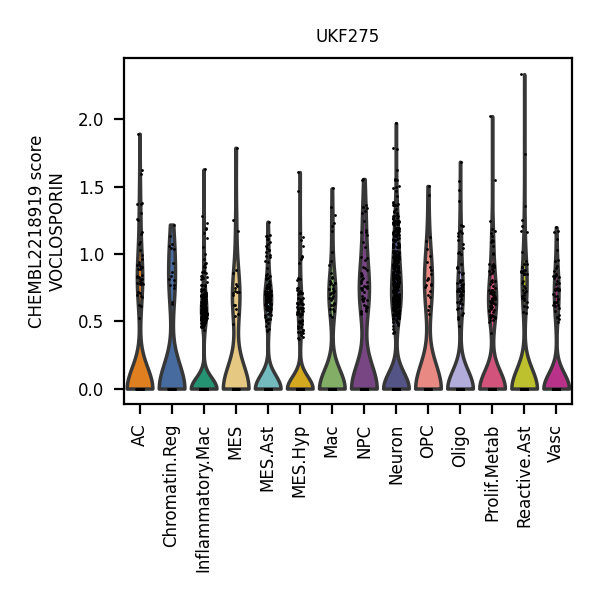 UKF275
CHEMBL2218919 score
VOCLOSPORIN
2.0
1.5
1.0
0.5
0.0
AC
Chromatin.Reg
Inflammatory.Mac
MES
MES.Ast
MES.Hyp
Mac
NPC
Neuron
OPC
Oligo
Prolif.Metab
Reactive.Ast
Vasc